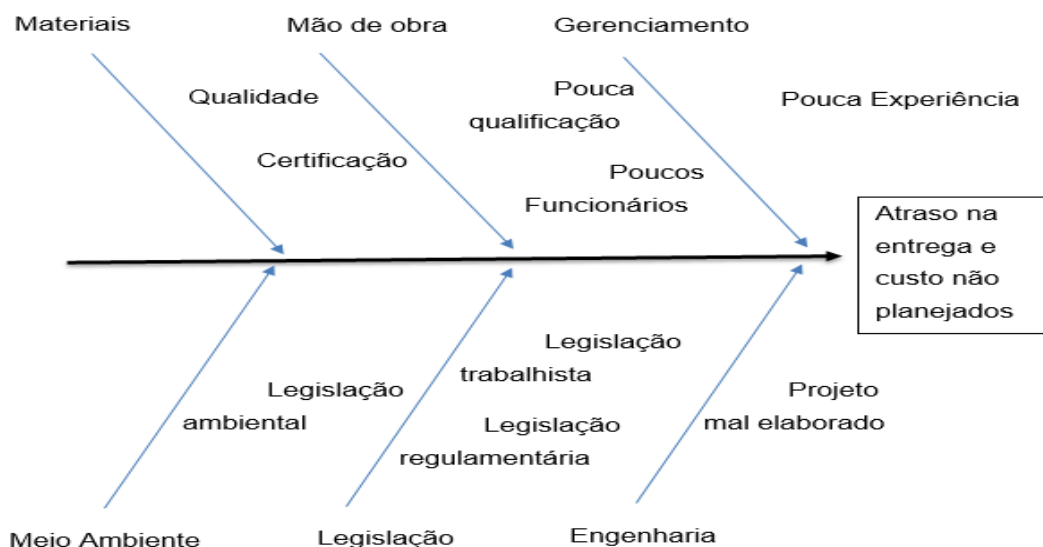 Materiais
Mão de obra
Gerenciamento
Qualidade
Certificação
Pouca
qualificação
Poucos
Funcionários
Pouca Experiência
Atraso na
entrega e
custo não
planejados
Legislação
ambiental
Legislação
trabalhista
Legislação
regulamentária
Projeto
mal elaborado
Meio Ambiente
Legislação
Engenharia